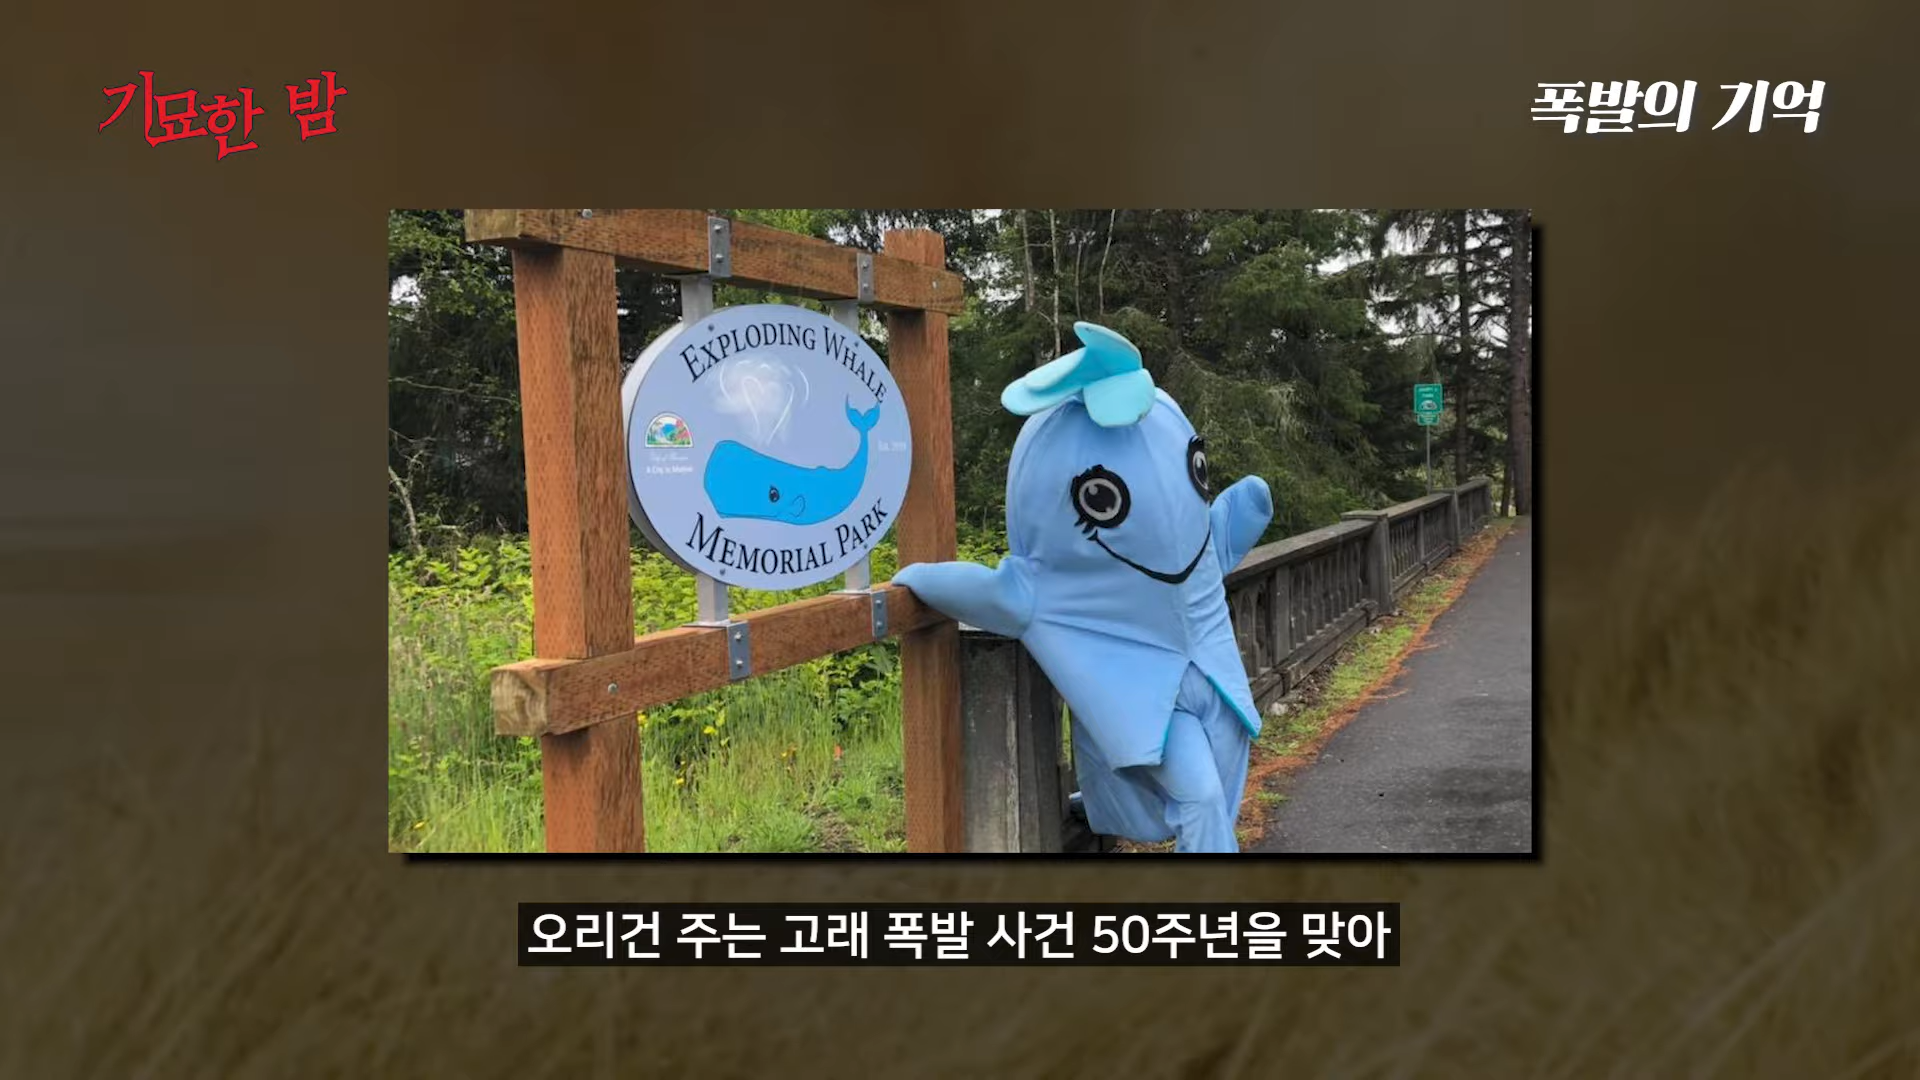 기묘한 밤
폭발의 기억
EXPLODING WHALE
MEMORIAL PARK
오리건 주는 고래 폭발 사건 50주년을 맞아